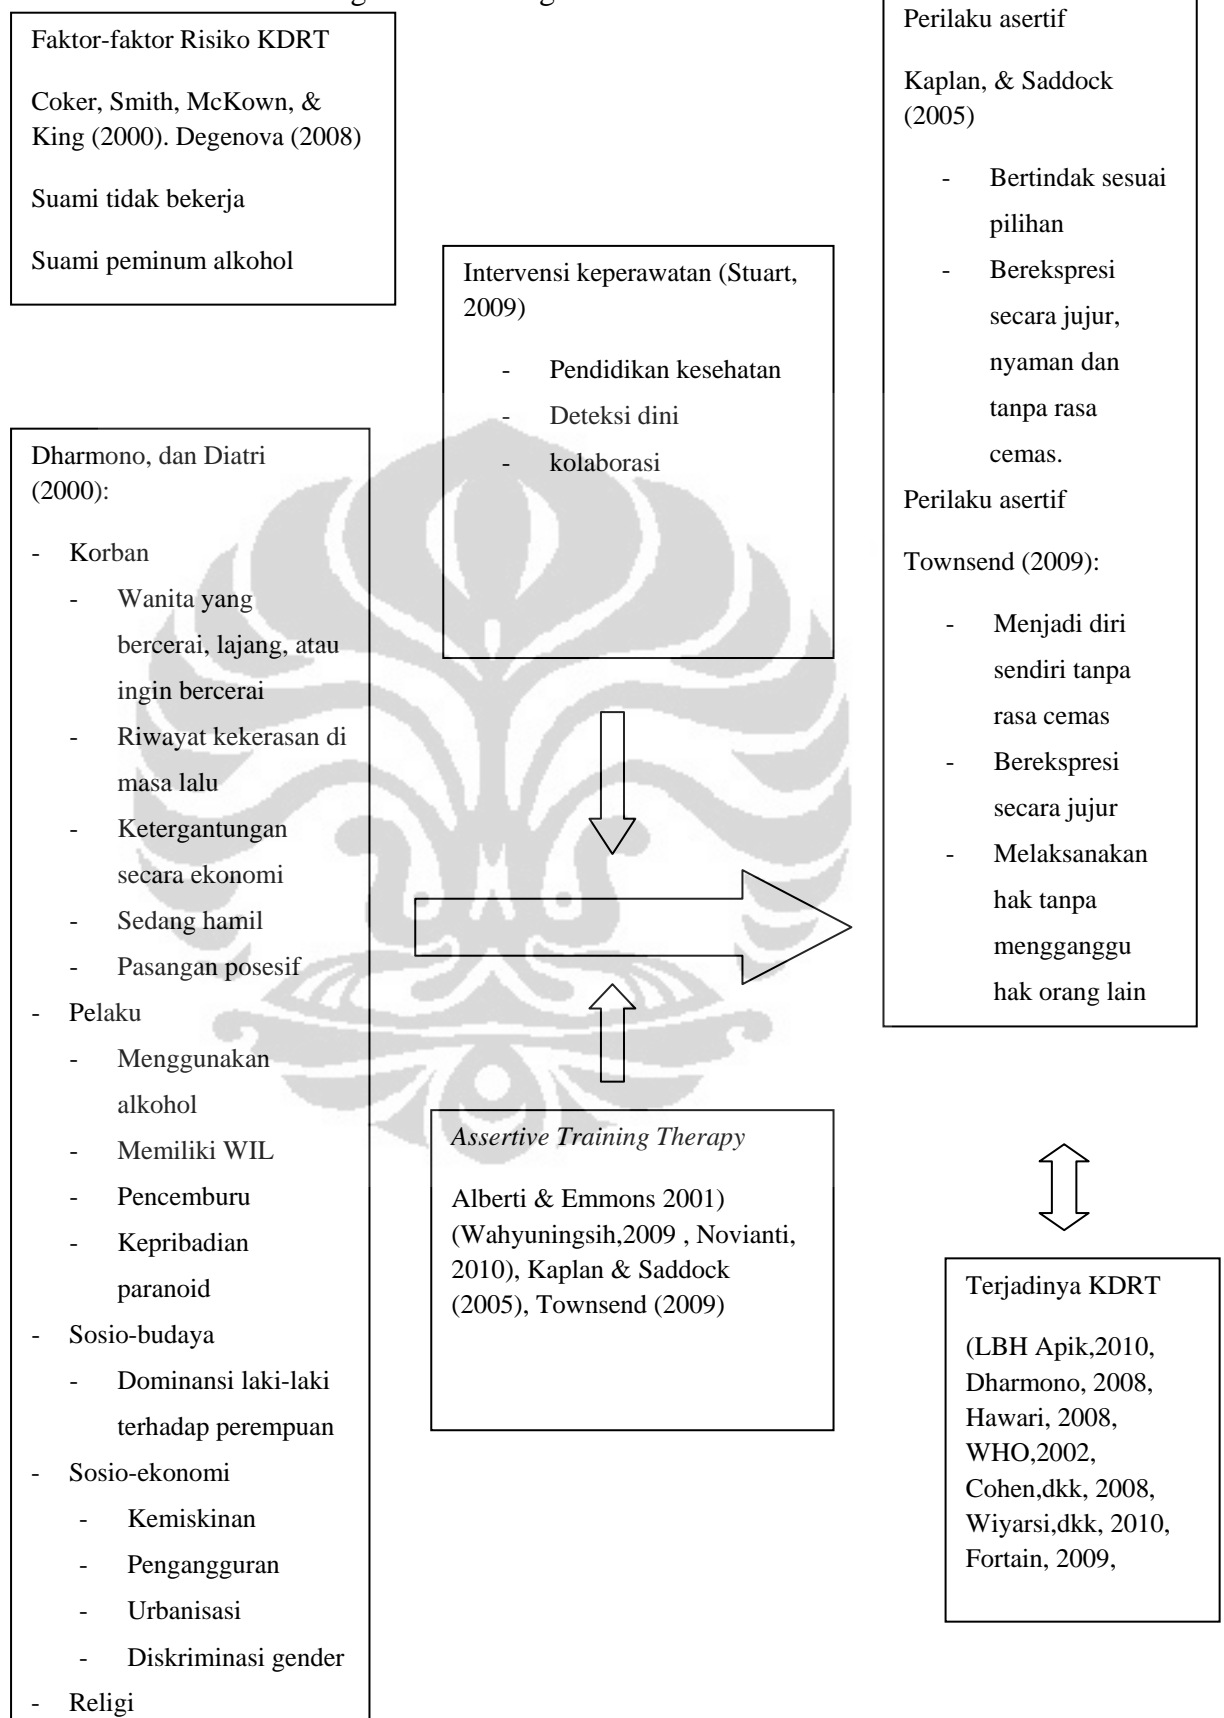 Faktor-faktor Risiko KDRT
Coker, Smith, McKown, &
King (2000). Degenova (2008)
Suami tidak bekerja
Suami peminum alkohol
Dharmono, dan Diatri
(2000):
- Korban
- Wanita yang
bercerai, lajang, atau
ingin bercerai
- Riwayat kekerasan di
masa lalu
- Ketergantungan
secara ekonomi
- Sedang hamil
- Pasangan posesif
- Pelaku
- Menggunakan
alkohol
- Memiliki WIL
- Pencemburu
- Kepribadian
paranoid
- Sosio-budaya
- Dominansi laki-laki
terhadap perempuan
- Sosio-ekonomi
- Kemiskinan
- Pengangguran
- Urbanisasi
- Diskriminasi gender
- Religi
Intervensi keperawatan (Stuart,
2009)
- Pendidikan kesehatan
- Deteksi dini
- kolaborasi
Assertive Training Therapy
Alberti & Emmons 2001)
(Wahyuningsih,2009 , Novianti,
2010), Kaplan & Saddock
(2005), Townsend (2009)
Perilaku asertif
Kaplan, & Saddock
(2005)
- Bertindak sesuai
pilihan
- Berekspresi
secara jujur,
nyaman dan
tanpa rasa
cemas.
Perilaku asertif
Townsend (2009):
- Menjadi diri
sendiri tanpa
rasa cemas
- Berekspresi
secara jujur
- Melaksanakan
hak tanpa
mengganggu
hak orang lain
Terjadinya KDRT
(LBH Apik,2010,
Dharmono, 2008,
Hawari, 2008,
WHO,2002,
Cohen,dkk, 2008,
Wiyarsi,dkk, 2010,
Fortain, 2009,